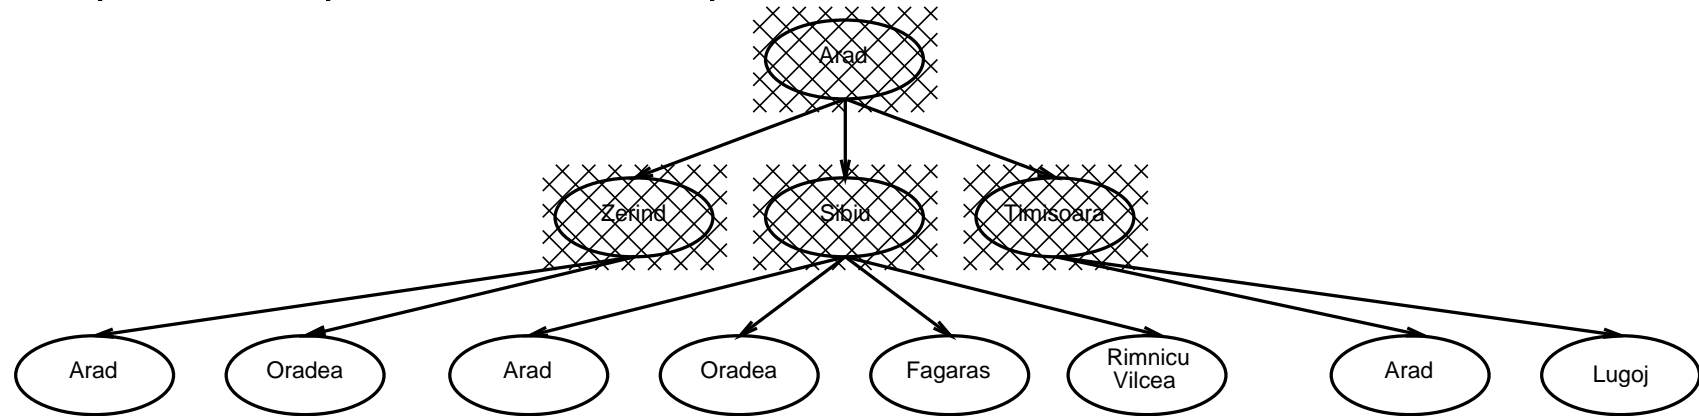 Arad
Zerind
Sibiu
Timisoara
Arad
Oradea
Arad
Oradea
Fagaras
Rimnicu
Vilcea
Arad
Lugoj